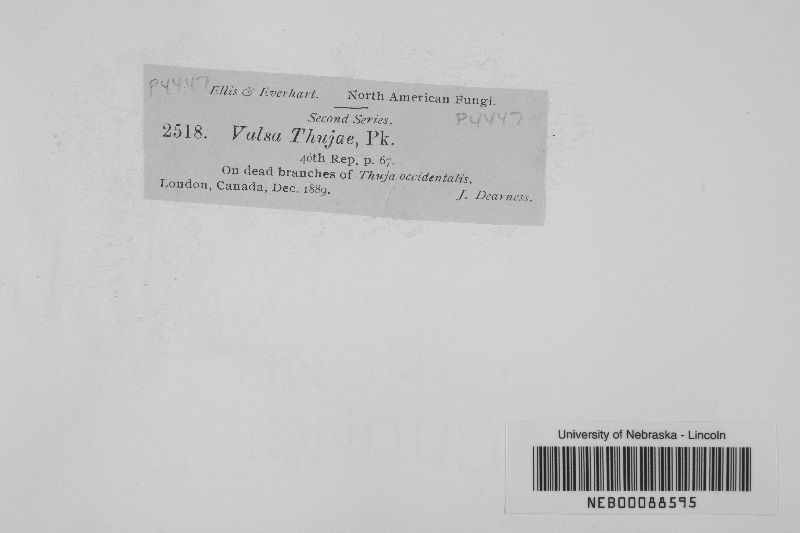 P4447 Ellis & Everhart. North American Fungi.
Second Series. P4447
2518. Valsa Thujae, Pk.
46th Rep. p. 67.
On dead branches of Thuja occidentalis.
London, Canada, Dec. 1889. J. Dearness.
University of Nebraska - Lincoln
NEB00088595